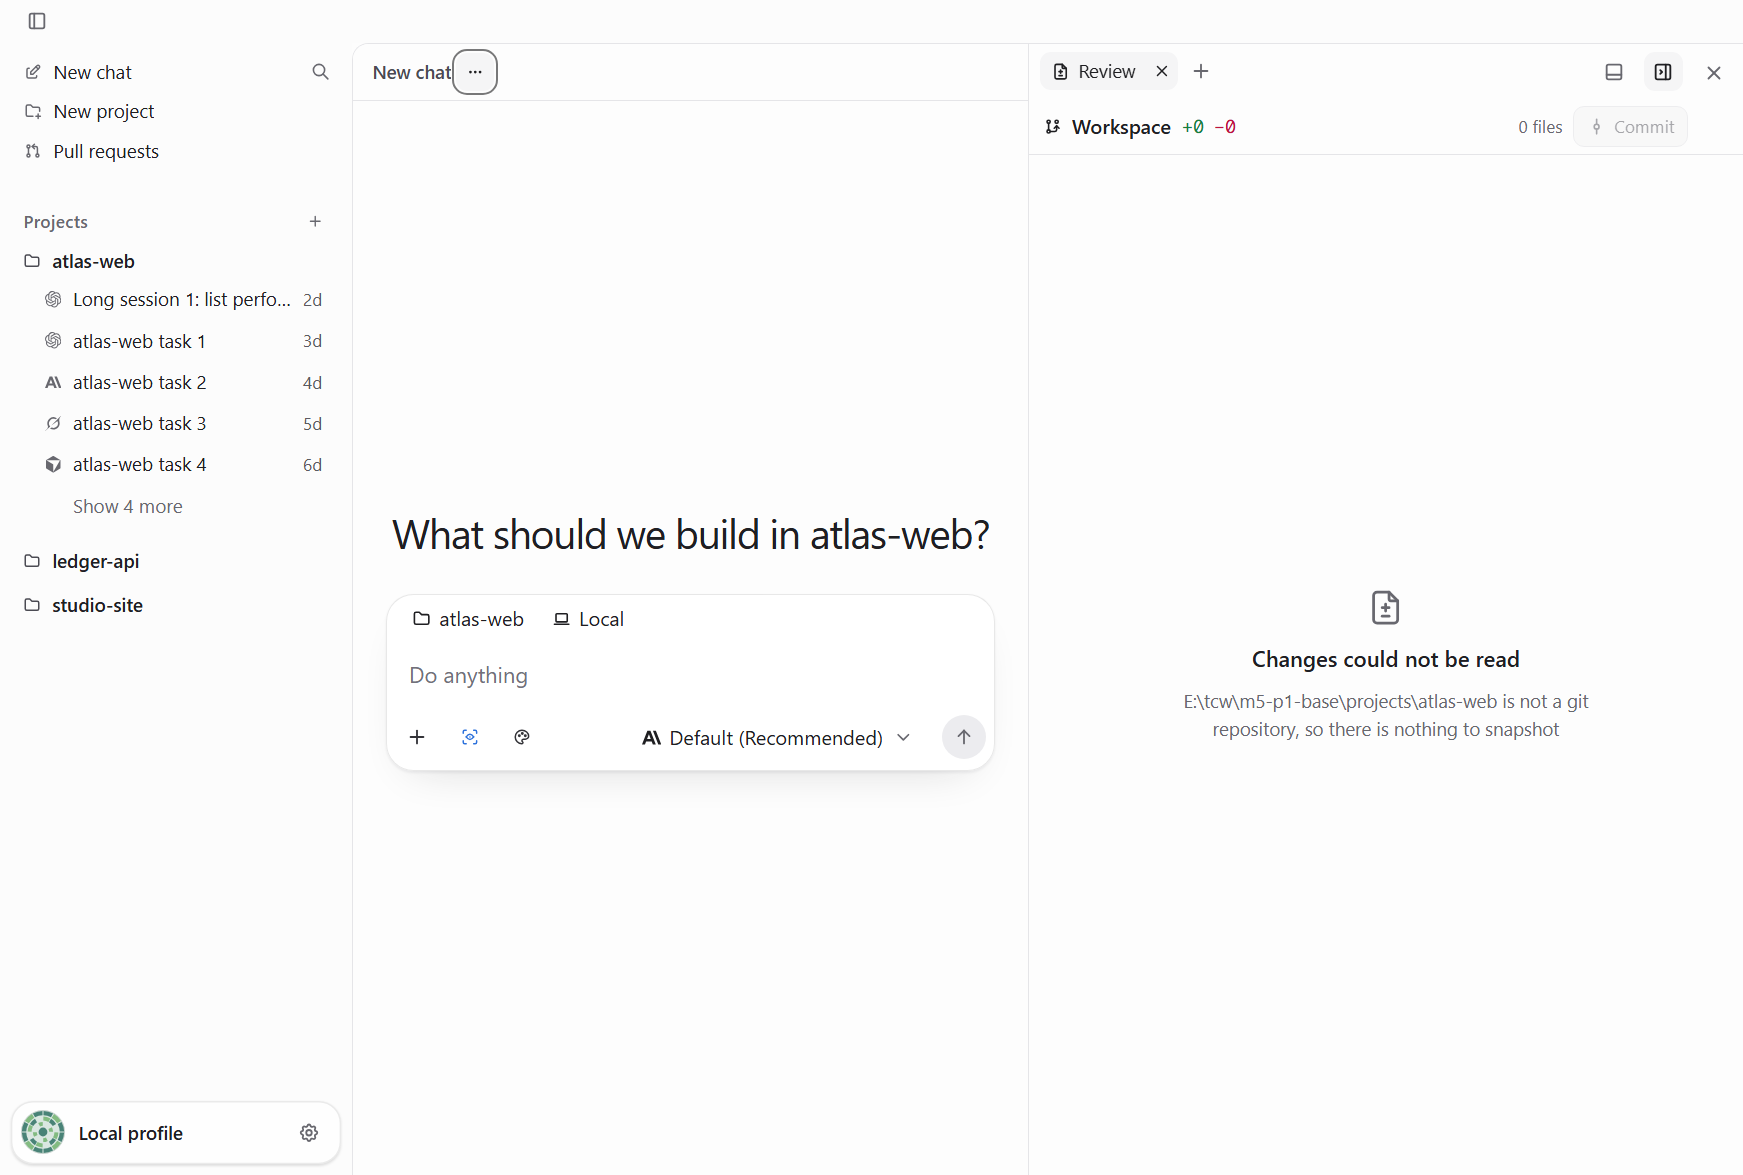 New chat
New project
Pull requests
Projects
atlas-web
Long session 1: list perfo... 2d
atlas-web task 1 3d
atlas-web task 2 4d
atlas-web task 3 5d
atlas-web task 4 6d
Show 4 more
ledger-api
studio-site
Local profile
New chat
What should we build in atlas-web?
atlas-web Local
Do anything
Default (Recommended)
Review
Workspace +0 -0 0 files Commit
Changes could not be read
E:\tcw\m5-p1-base\projects\atlas-web is not a git
repository, so there is nothing to snapshot